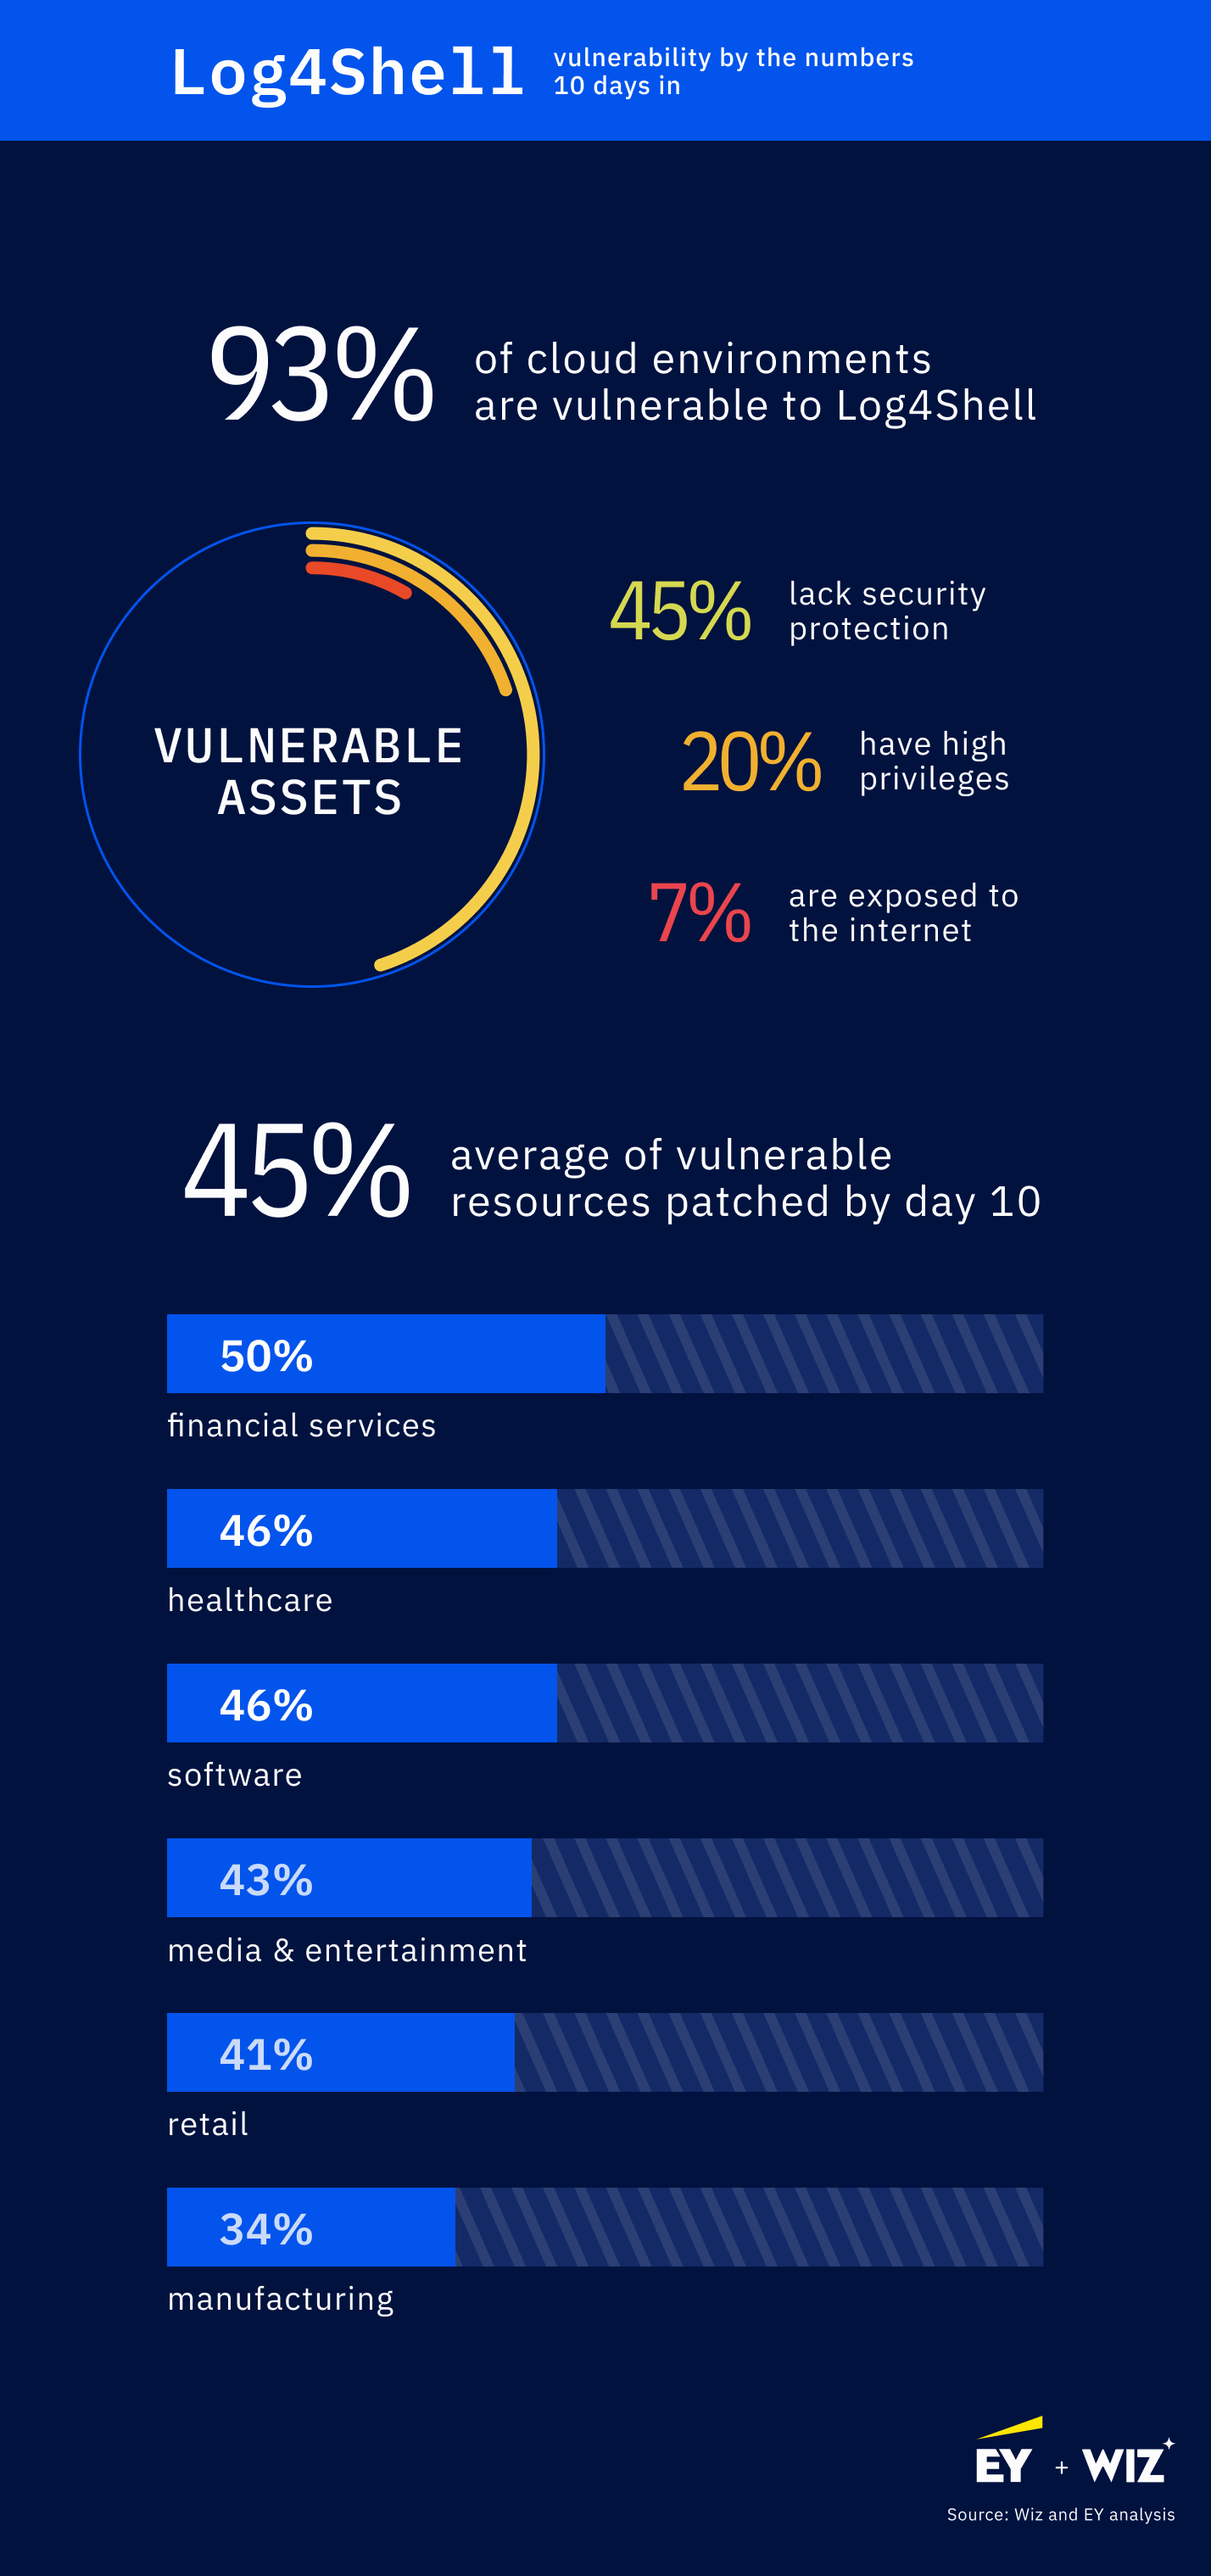 Log4Shell
vulnerability by the numbers
10 days in
93%
of cloud environments
are vulnerable to Log4Shell
VULNERABLE
ASSETS
45%
lack security
protection
20%
have high
privileges
7%
are exposed to
the internet
45%
average of vulnerable
resources patched by day 10
50%
financial services
46%
healthcare
46%
software
43%
media & entertainment
41%
retail
34%
manufacturing
EY + WIZ
Source: Wiz and EY analysis